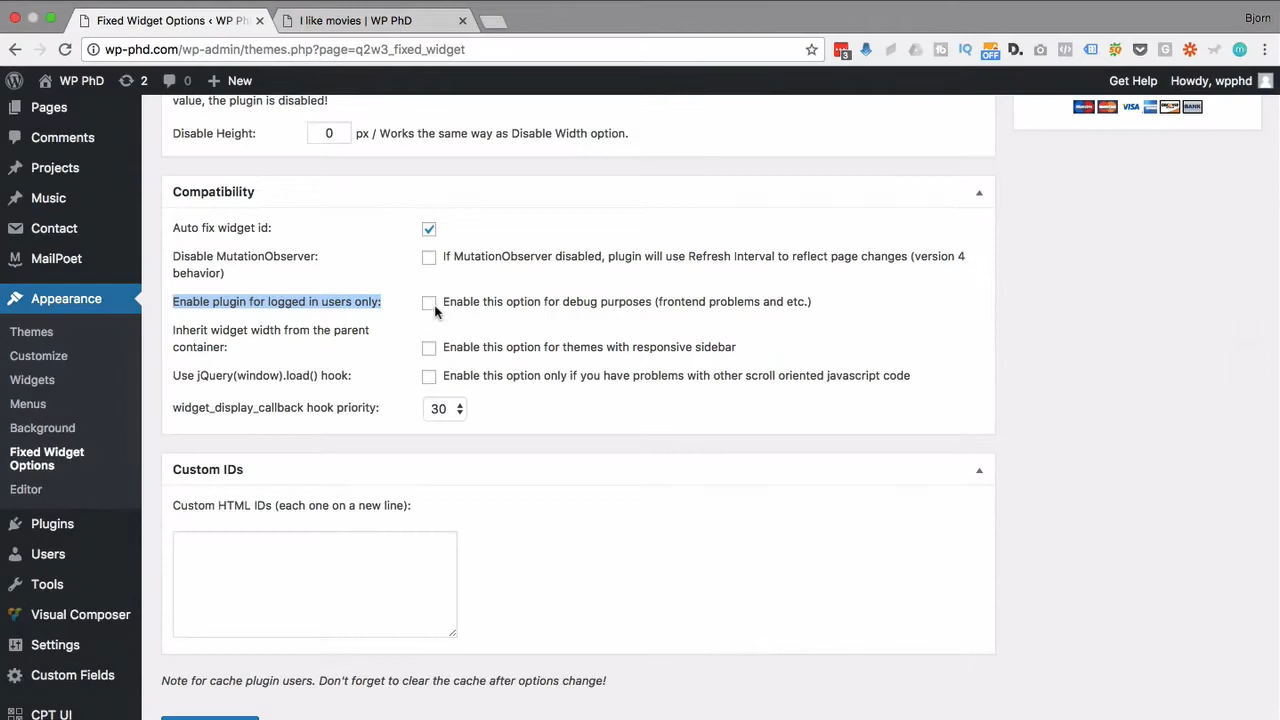 Fixed Widget Options ‹ WP Ph
I like movies | WP PhD
Bjorn
wp-phd.com/wp-admin/themes.php?page=q2w3_fixed_widget
3
OFF
WP PhD
2
0
New
Get Help
Howdy, wpphd
Pages
Comments
Projects
Music
Contact
MailPoet
Appearance
Themes
Customize
Widgets
Menus
Background
Fixed Widget
Options
Editor
Plugins
Users
Tools
Visual Composer
Settings
Custom Fields
CPT UI
value, the plugin is disabled!
Disable Height: 0 px / Works the same way as Disable Width option.
VISA
BANK
Compatibility
Auto fix widget id:
Disable MutationObserver: If MutationObserver disabled, plugin will use Refresh Interval to reflect page changes (version 4
behavior)
Enable plugin for logged in users only: Enable this option for debug purposes (frontend problems and etc.)
Inherit widget width from the parent
container: Enable this option for themes with responsive sidebar
Use jQuery(window).load() hook: Enable this option only if you have problems with other scroll oriented javascript code
widget_display_callback hook priority: 30
Custom IDs
Custom HTML IDs (each one on a new line):
Note for cache plugin users. Don't forget to clear the cache after options change!